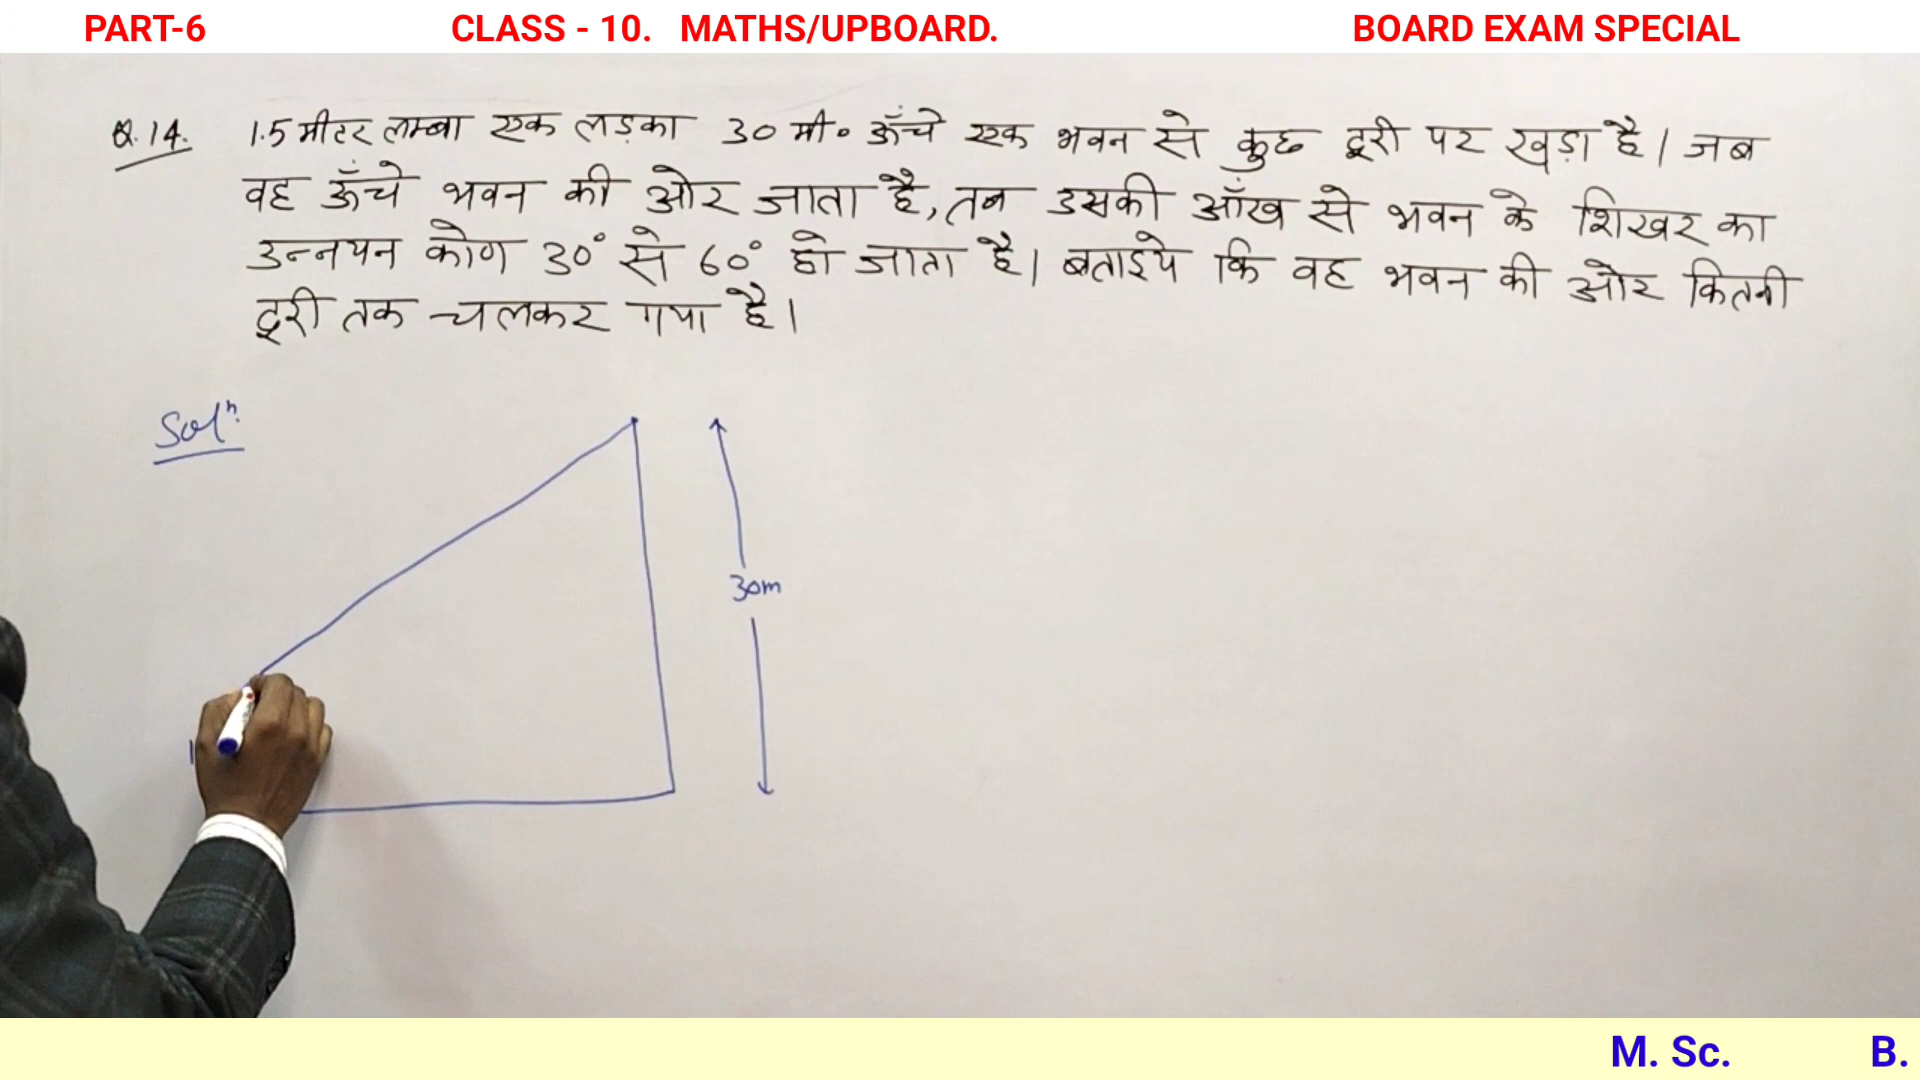 PART-6 CLASS - 10. MATHS/UPBOARD. BOARD EXAM SPECIAL
Q.14. 1.5 मीटर लम्बा एक लड़का 30 मी० ऊँचे एक भवन से कुछ दूरी पर खड़ा है। जब
वह ऊँचे भवन की ओर जाता है, तब उसकी आँख से भवन के शिखर का
उन्नयन कोण 30° से 60° हो जाता है। बताइये कि वह भवन की ओर कितनी
दूरी तक चलकर गया है।
Solⁿ.
30m
M. Sc. B.